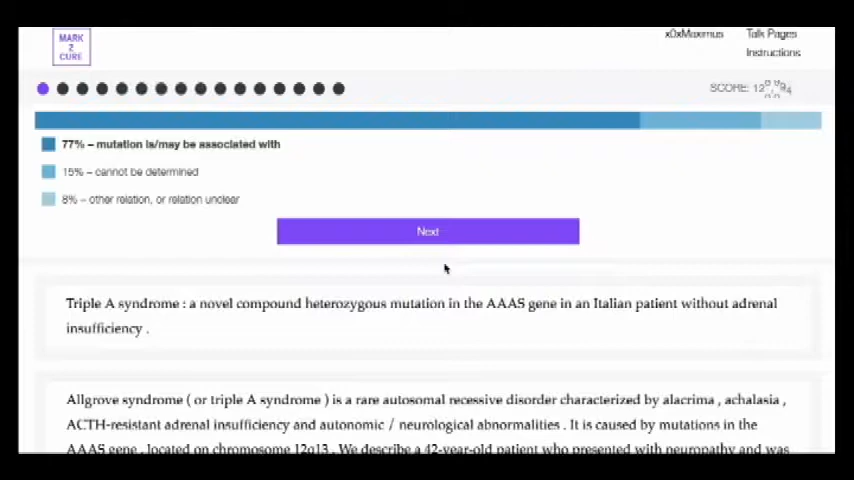 MARK
2
CURE
x0xMaximus
Talk Pages
Instructions
SCORE:
77% – mutation is/may be associated with
15% – cannot be determined
8% – other relation, or relation unclear
Next
Triple A syndrome : a novel compound heterozygous mutation in the AAAS gene in an Italian patient without adrenal
insufficiency .
Allgrove syndrome ( or triple A syndrome ) is a rare autosomal recessive disorder characterized by alacrima , achalasia ,
ACTH-resistant adrenal insufficiency and autonomic / neurological abnormalities . It is caused by mutations in the
AAAS gene , located on chromosome 12q13 . We describe a 42-year-old patient who presented with neuropathy and was